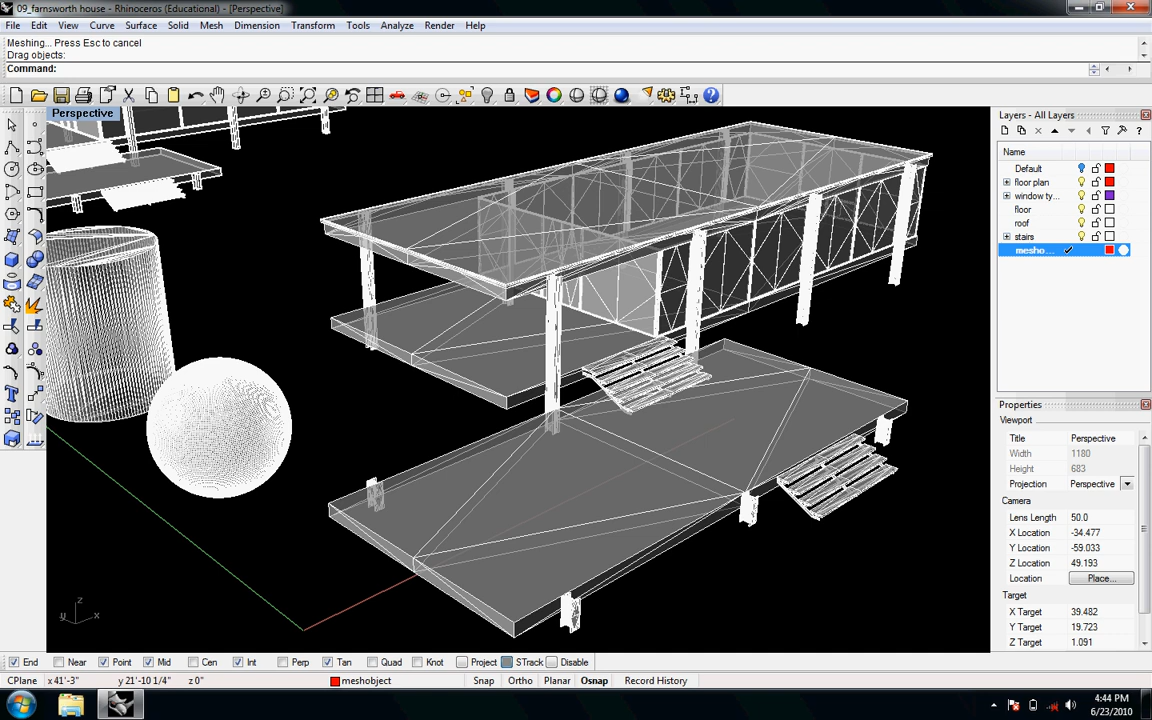 09_farnsworth house - Rhinoceros (Educational) - [Perspective]
File Edit View Curve Surface Solid Mesh Dimension Transform Tools Analyze Render Help
Meshing... Press Esc to cancel
Drag objects:
Command:
Perspective
Layers - All Layers
Name
Default
floor plan
window ty...
floor
roof
stairs
mesho...
Properties
Viewport
Title Perspective
Width 1180
Height 683
Projection Perspective
Camera
Lens Length 50.0
X Location -34.477
Y Location -59.033
Z Location 49.193
Location Place...
Target
X Target 39.482
Y Target 19.723
Z Target 1.091
z
y x
End Near Point Mid Cen Int Perp Tan Quad Knot Project STrack Disable
CPlane x 41'-3" y 21'-10 1/4" z 0" meshobject Snap Ortho Planar Osnap Record History
4:44 PM
6/23/2010